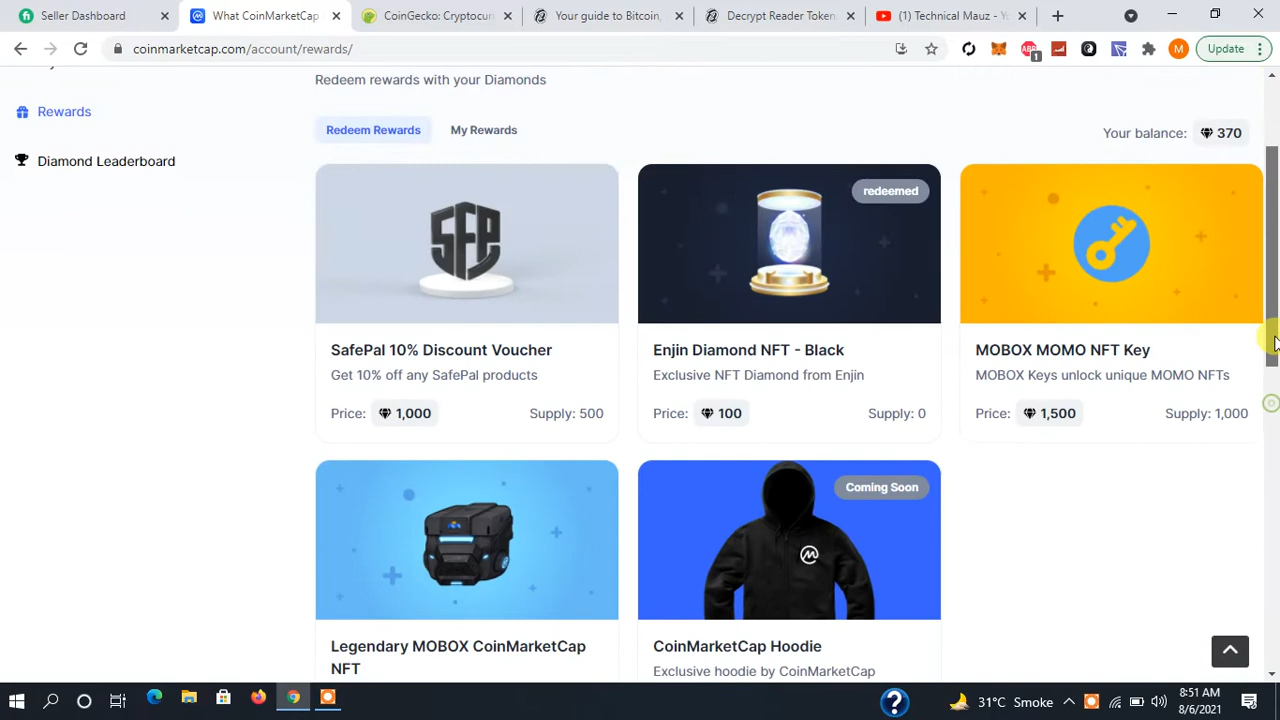 Seller Dashboard
What CoinMarketCap
CoinGecko: Cryptocur
Your guide to Bitcoin,
Decrypt Reader Token
(1) Technical Mauz - Y
coinmarketcap.com/account/rewards/
ABP
1
M
Update
Redeem rewards with your Diamonds
Rewards
Redeem Rewards
My Rewards
Your balance: 370
Diamond Leaderboard
SFP
redeemed
SafePal 10% Discount Voucher
Get 10% off any SafePal products
Price: 1,000
Supply: 500
Enjin Diamond NFT - Black
Exclusive NFT Diamond from Enjin
Price: 100
Supply: 0
MOBOX MOMO NFT Key
MOBOX Keys unlock unique MOMO NFTs
Price: 1,500
Supply: 1,000
Coming Soon
Legendary MOBOX CoinMarketCap
NFT
CoinMarketCap Hoodie
Exclusive hoodie by CoinMarketCap
31°C Smoke
8:51 AM
8/6/2021